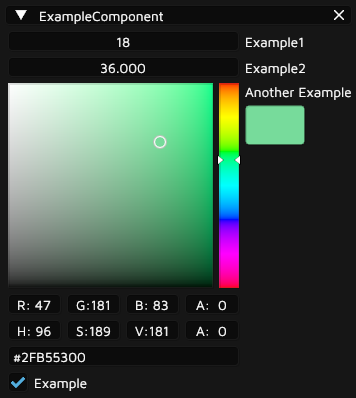 ExampleComponent
18 Example1
36.000 Example2
Another Example
R: 47 G:181 B: 83 A: 0
H: 96 S:189 V:181 A: 0
#2FB55300
Example